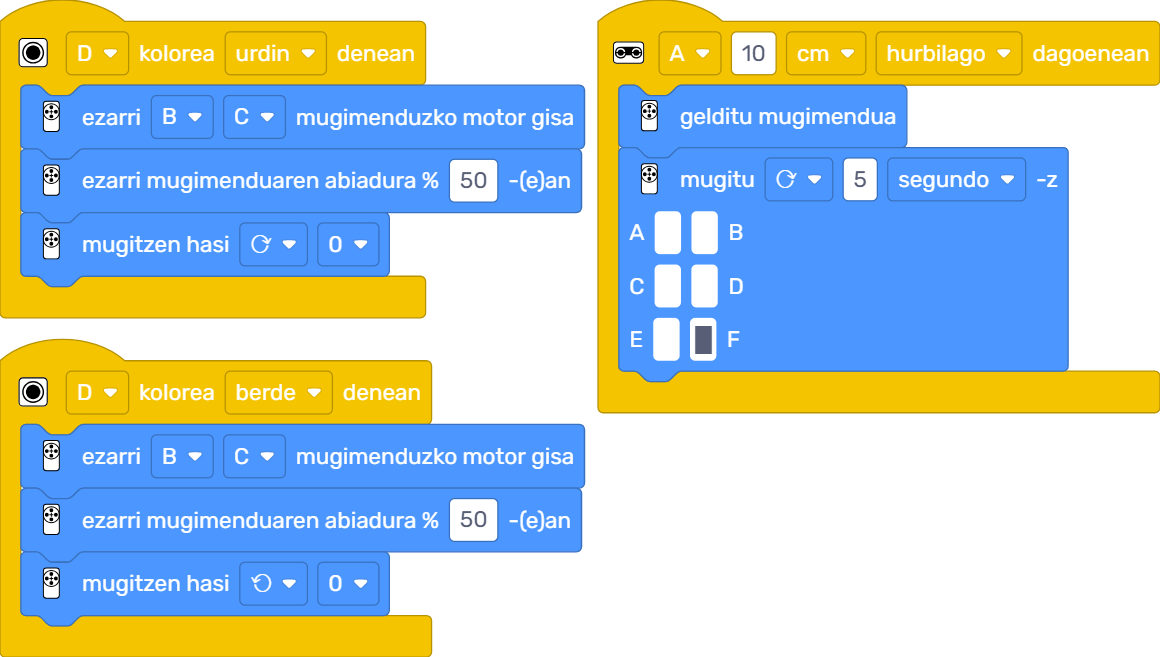 D kolorea urdin denean
ezarri B C mugimenduzko motor gisa
ezarri mugimenduaren abiadura % 50 -(e)an
mugitzen hasi 0
D kolorea berde denean
ezarri B C mugimenduzko motor gisa
ezarri mugimenduaren abiadura % 50 -(e)an
mugitzen hasi 0
A 10 cm hurbilago dagoenean
gelditu mugimendua
mugitu 5 segundo -z
A B
C D
E F